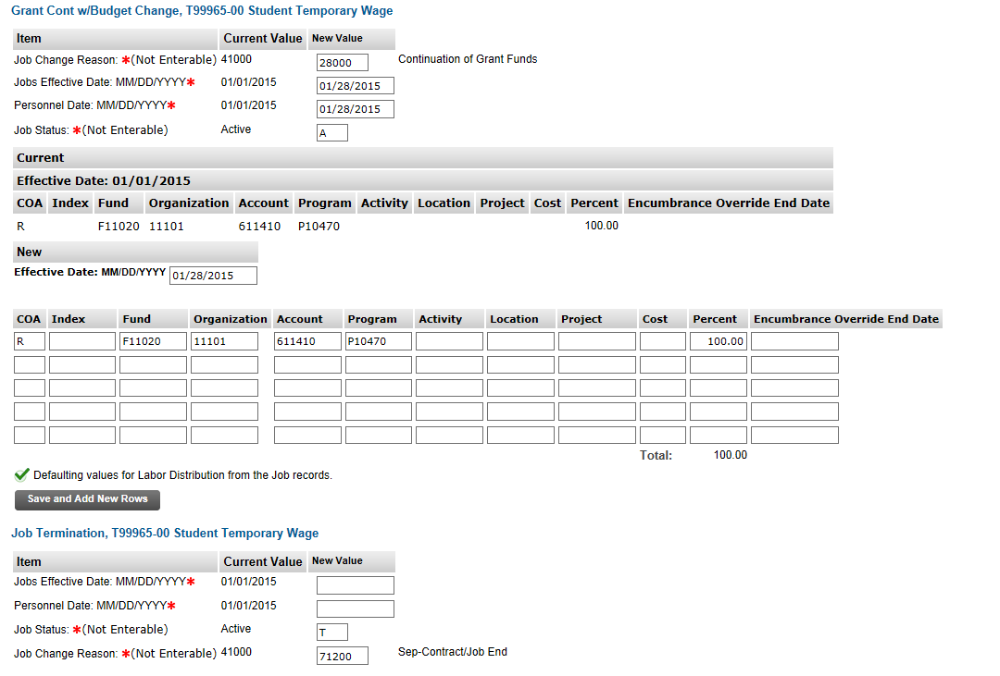 Grant Cont w/Budget Change, T99965-00 Student Temporary Wage
Item Current Value New Value
Job Change Reason: *(Not Enterable) 41000 28000 Continuation of Grant Funds
Jobs Effective Date: MM/DD/YYYY* 01/01/2015 01/28/2015
Personnel Date: MM/DD/YYYY* 01/01/2015 01/28/2015
Job Status: *(Not Enterable) Active A
Current
Effective Date: 01/01/2015
COA Index Fund Organization Account Program Activity Location Project Cost Percent Encumbrance Override End Date
R F11020 11101 611410 P10470 100.00
New
Effective Date: MM/DD/YYYY 01/28/2015
COA Index Fund Organization Account Program Activity Location Project Cost Percent Encumbrance Override End Date
R F11020 11101 611410 P10470 100.00
Total: 100.00
Defaulting values for Labor Distribution from the Job records.
Save and Add New Rows
Job Termination, T99965-00 Student Temporary Wage
Item Current Value New Value
Jobs Effective Date: MM/DD/YYYY* 01/01/2015
Personnel Date: MM/DD/YYYY* 01/01/2015
Job Status: *(Not Enterable) Active T
Job Change Reason: *(Not Enterable) 41000 71200 Sep-Contract/Job End